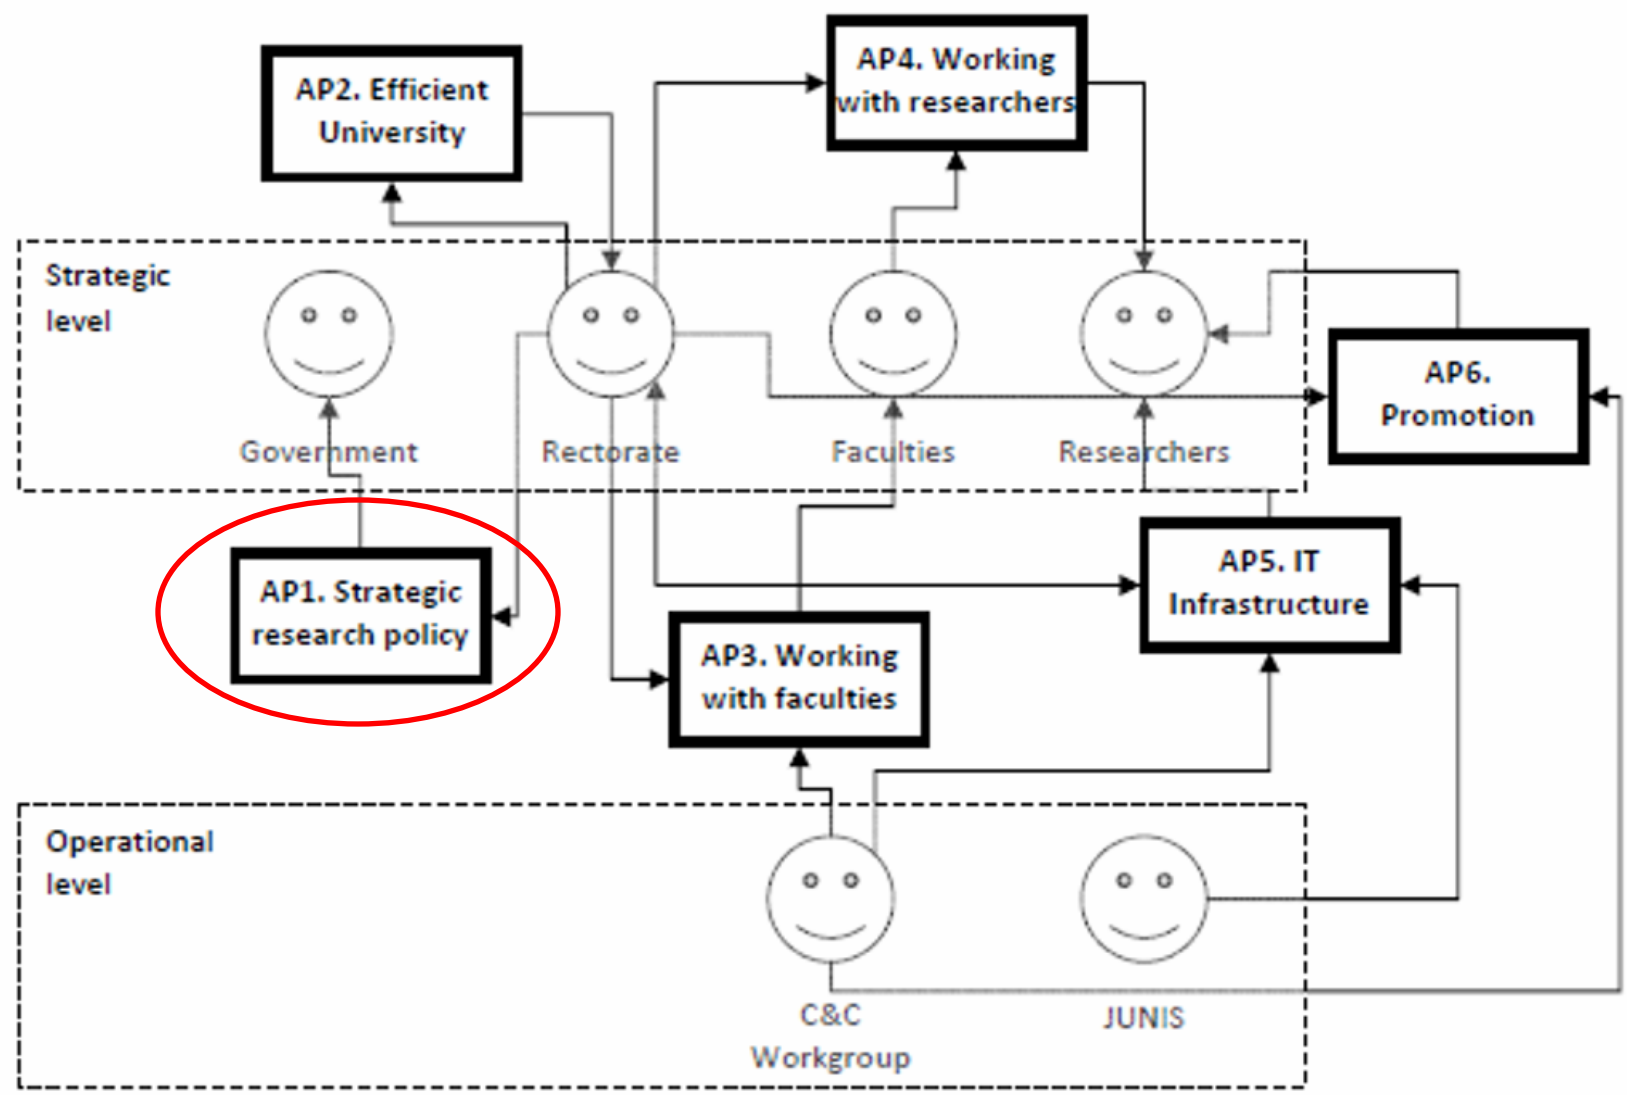 AP2. Efficient
University
AP4. Working
with researchers
Strategic
level
Government
Rectorate
Faculties
Researchers
AP6.
Promotion
AP1. Strategic
research policy
AP5. IT
Infrastructure
AP3. Working
with faculties
Operational
level
C&C
Workgroup
JUNIS